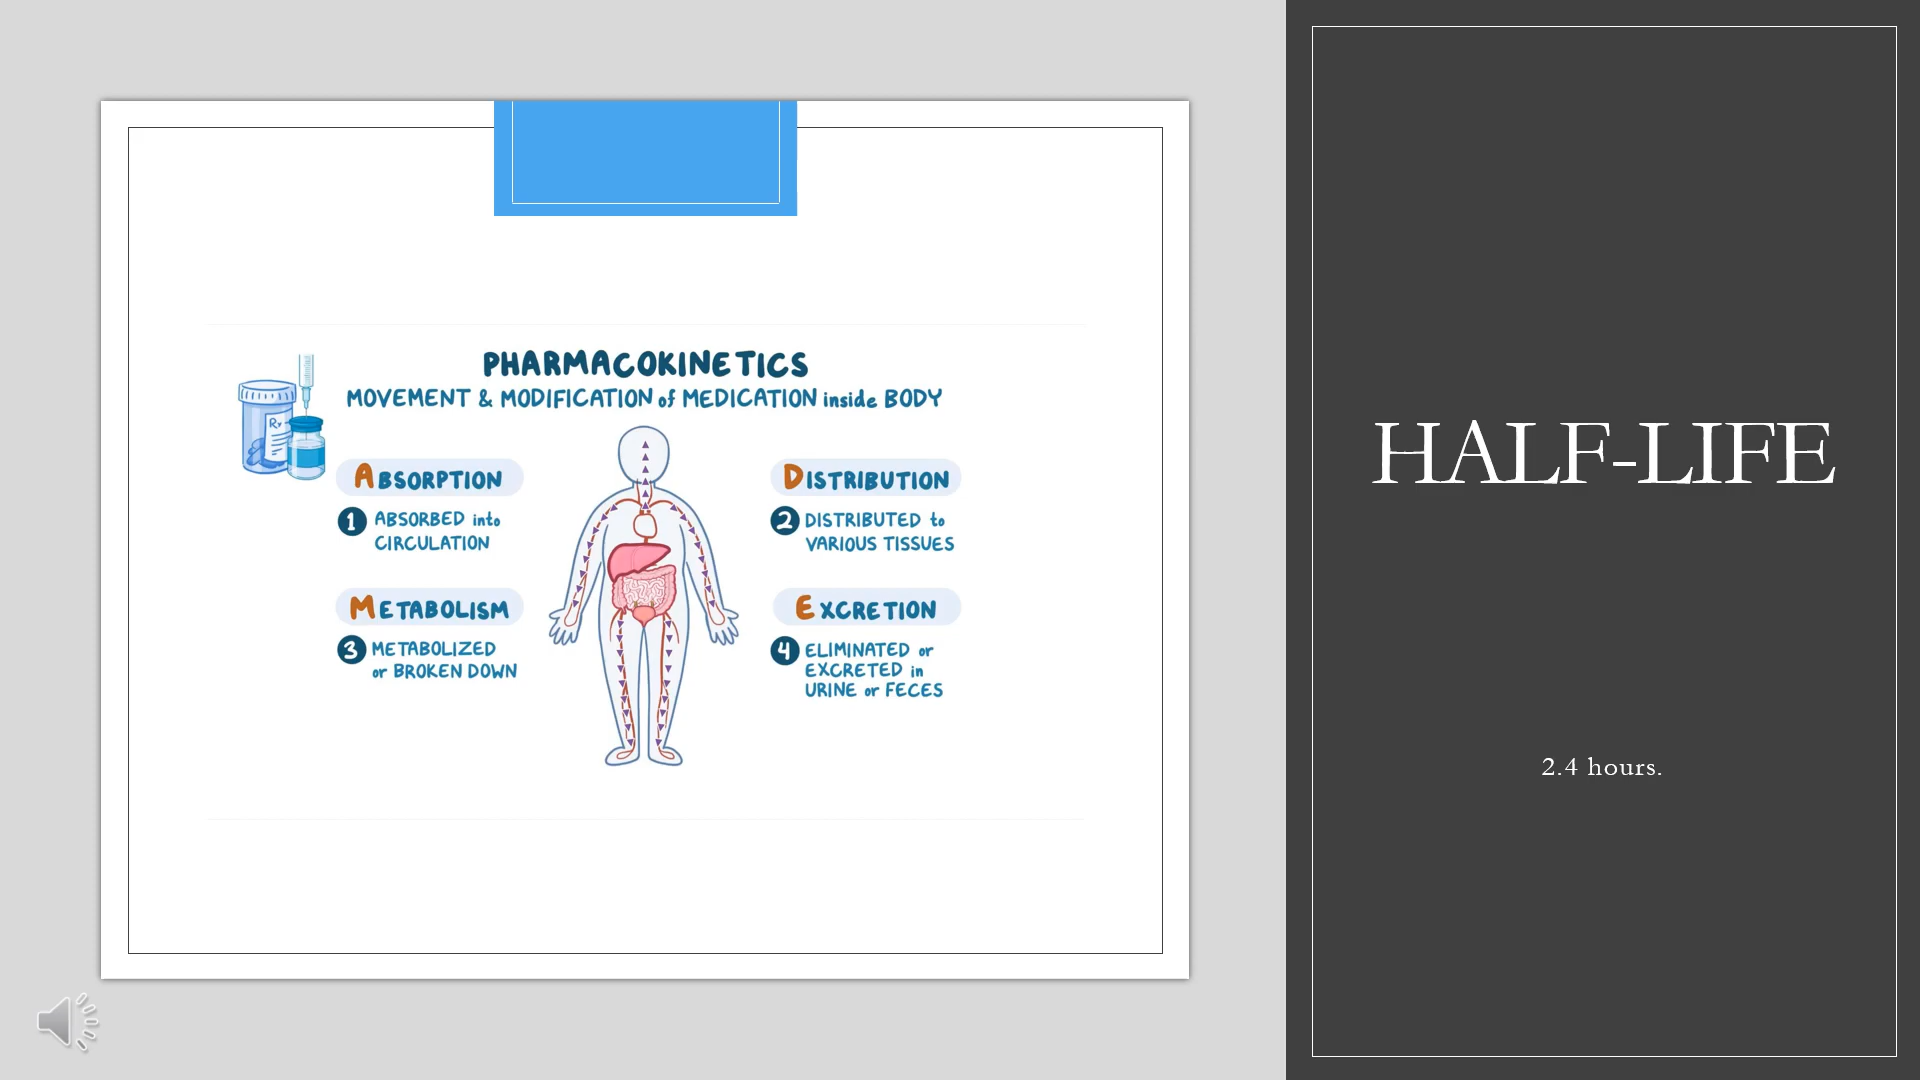 PHARMACOKINETICS
MOVEMENT & MODIFICATION of MEDICATION inside BODY
Rx
ABSORPTION
1 ABSORBED into
CIRCULATION
DISTRIBUTION
2 DISTRIBUTED to
VARIOUS TISSUES
METABOLISM
3 METABOLIZED
or BROKEN DOWN
EXCRETION
4 ELIMINATED or
EXCRETED in
URINE or FECES
HALF-LIFE
2.4 hours.